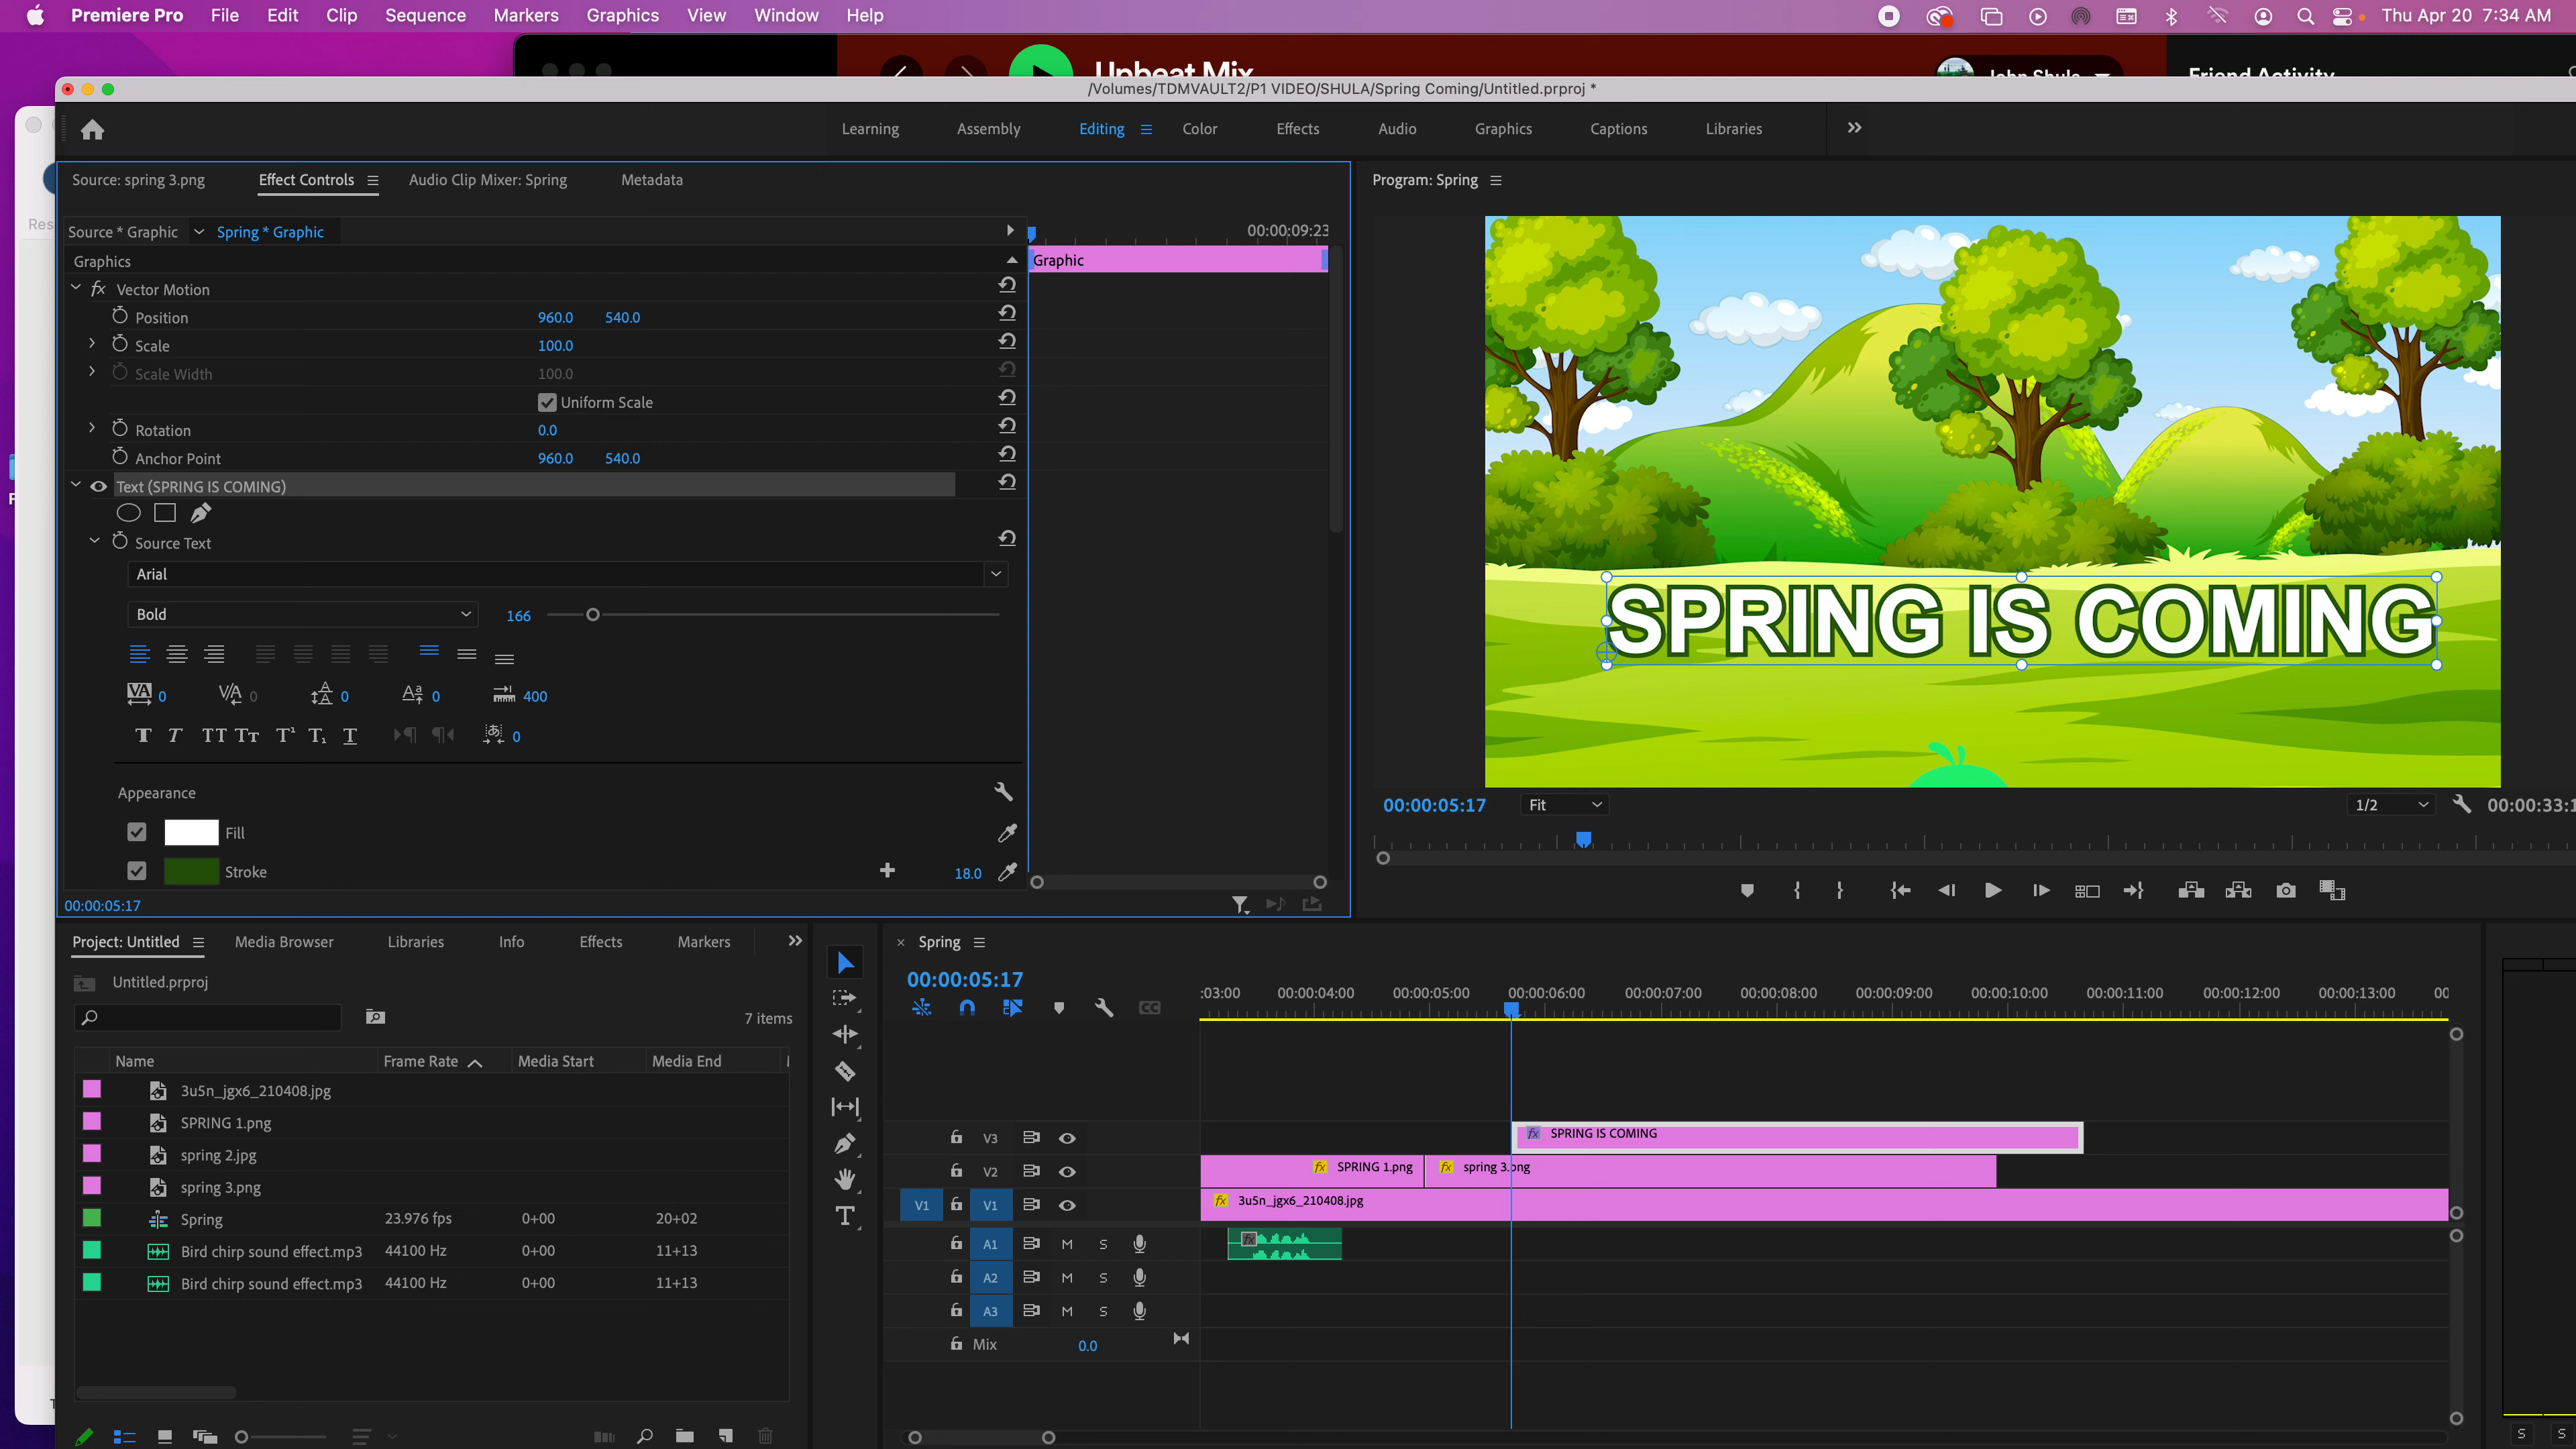 Premiere Pro File Edit Clip Sequence Markers Graphics View Window Help Thu Apr 20 7:34 AM
Upbeat Mix John Shula Friend Activity
/Volumes/TDMVAULT2/P1 VIDEO/SHULA/Spring Coming/Untitled.prproj *
Learning Assembly Editing Color Effects Audio Graphics Captions Libraries
Source: spring 3.png Effect Controls Audio Clip Mixer: Spring Metadata
Program: Spring
Source * Graphic Spring * Graphic 00:00:09:23
Graphics
Graphic
Vector Motion
Position 960.0 540.0
Scale 100.0
Scale Width 100.0
Uniform Scale
Rotation 0.0
Anchor Point 960.0 540.0
Text (SPRING IS COMING)
Source Text
Arial
Bold 166
0 0 0 0 400
0
Appearance
Fill
Stroke 18.0
00:00:05:17
SPRING IS COMING
00:00:05:17 Fit 1/2 00:00:33:1
Project: Untitled Media Browser Libraries Info Effects Markers
Untitled.prproj
7 items
Name Frame Rate Media Start Media End
3u5n_jgx6_210408.jpg
SPRING 1.png
spring 2.jpg
spring 3.png
Spring 23.976 fps 0+00 20+02
Bird chirp sound effect.mp3 44100 Hz 0+00 11+13
Bird chirp sound effect.mp3 44100 Hz 0+00 11+13
× Spring
00:00:05:17
:03:00 00:00:04:00 00:00:05:00 00:00:06:00 00:00:07:00 00:00:08:00 00:00:09:00 00:00:10:00 00:00:11:00 00:00:12:00 00:00:13:00 00
V3 fx SPRING IS COMING
V2 fx SPRING 1.png fx spring 3.png
V1 V1 fx 3u5n_jgx6_210408.jpg
A1 M S fx
A2 M S
A3 M S
Mix 0.0
S S